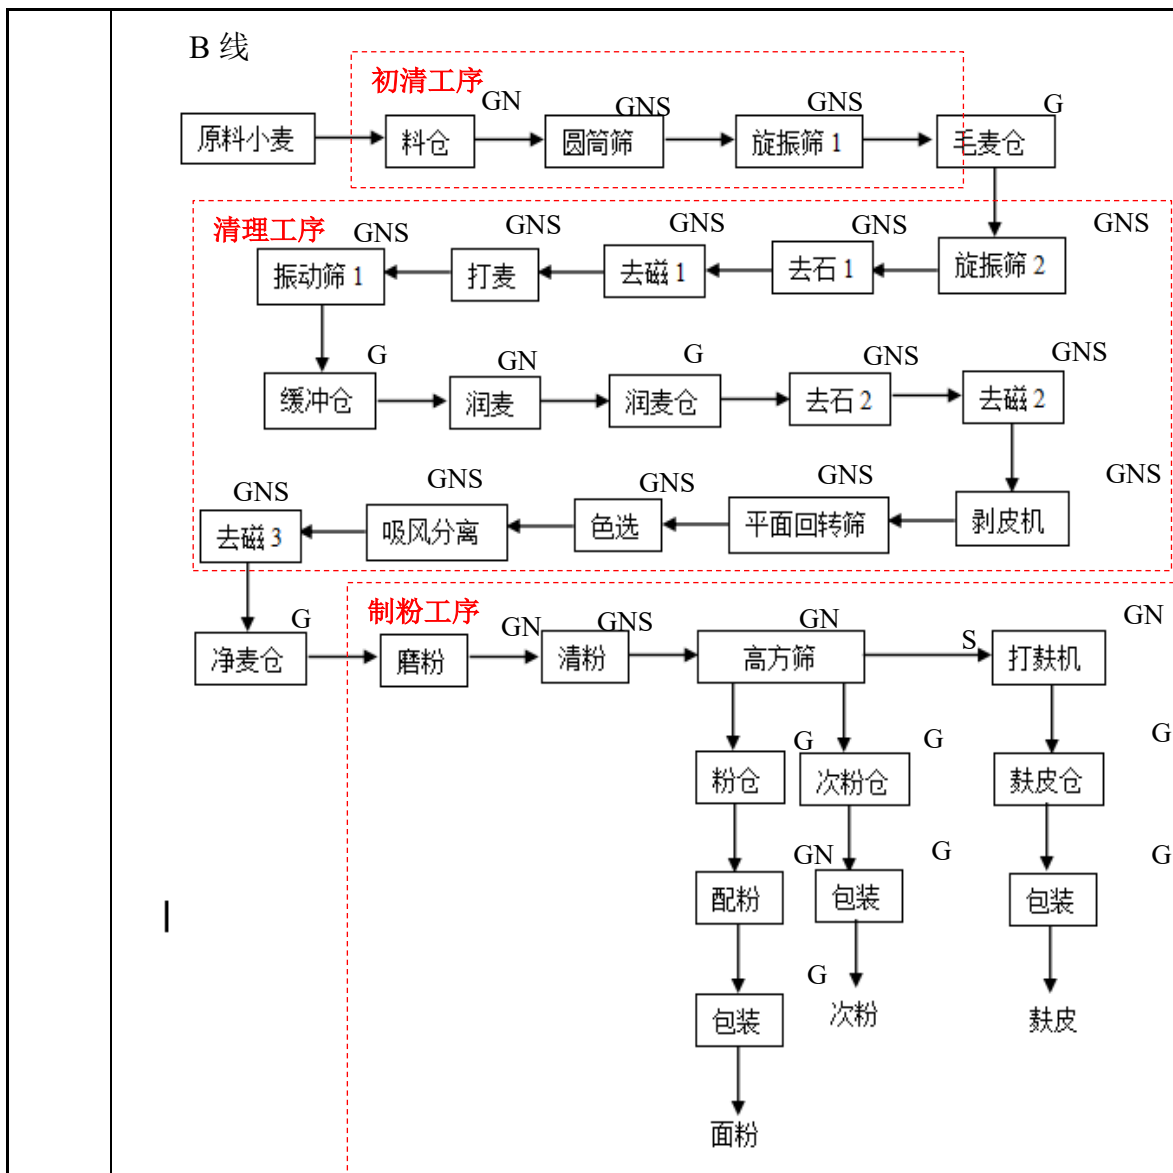 B 线
初清工序
GN GNS GNS G
原料小麦 料仓 圆筒筛 旋振筛 1 毛麦仓
清理工序 GNS GNS GNS GNS GNS
振动筛 1 打麦 去磁 1 去石 1 旋振筛 2
G GN G GNS GNS
缓冲仓 润麦 润麦仓 去石 2 去磁 2
GNS GNS GNS GNS GNS
去磁 3 吸风分离 色选 平面回转筛 剥皮机
制粉工序
G GN GNS GN S GN
净麦仓 磨粉 清粉 高方筛 打麸机
G G G
粉仓 次粉仓 麸皮仓
GN G G
配粉 包装 包装
G
包装 次粉 麸皮
面粉